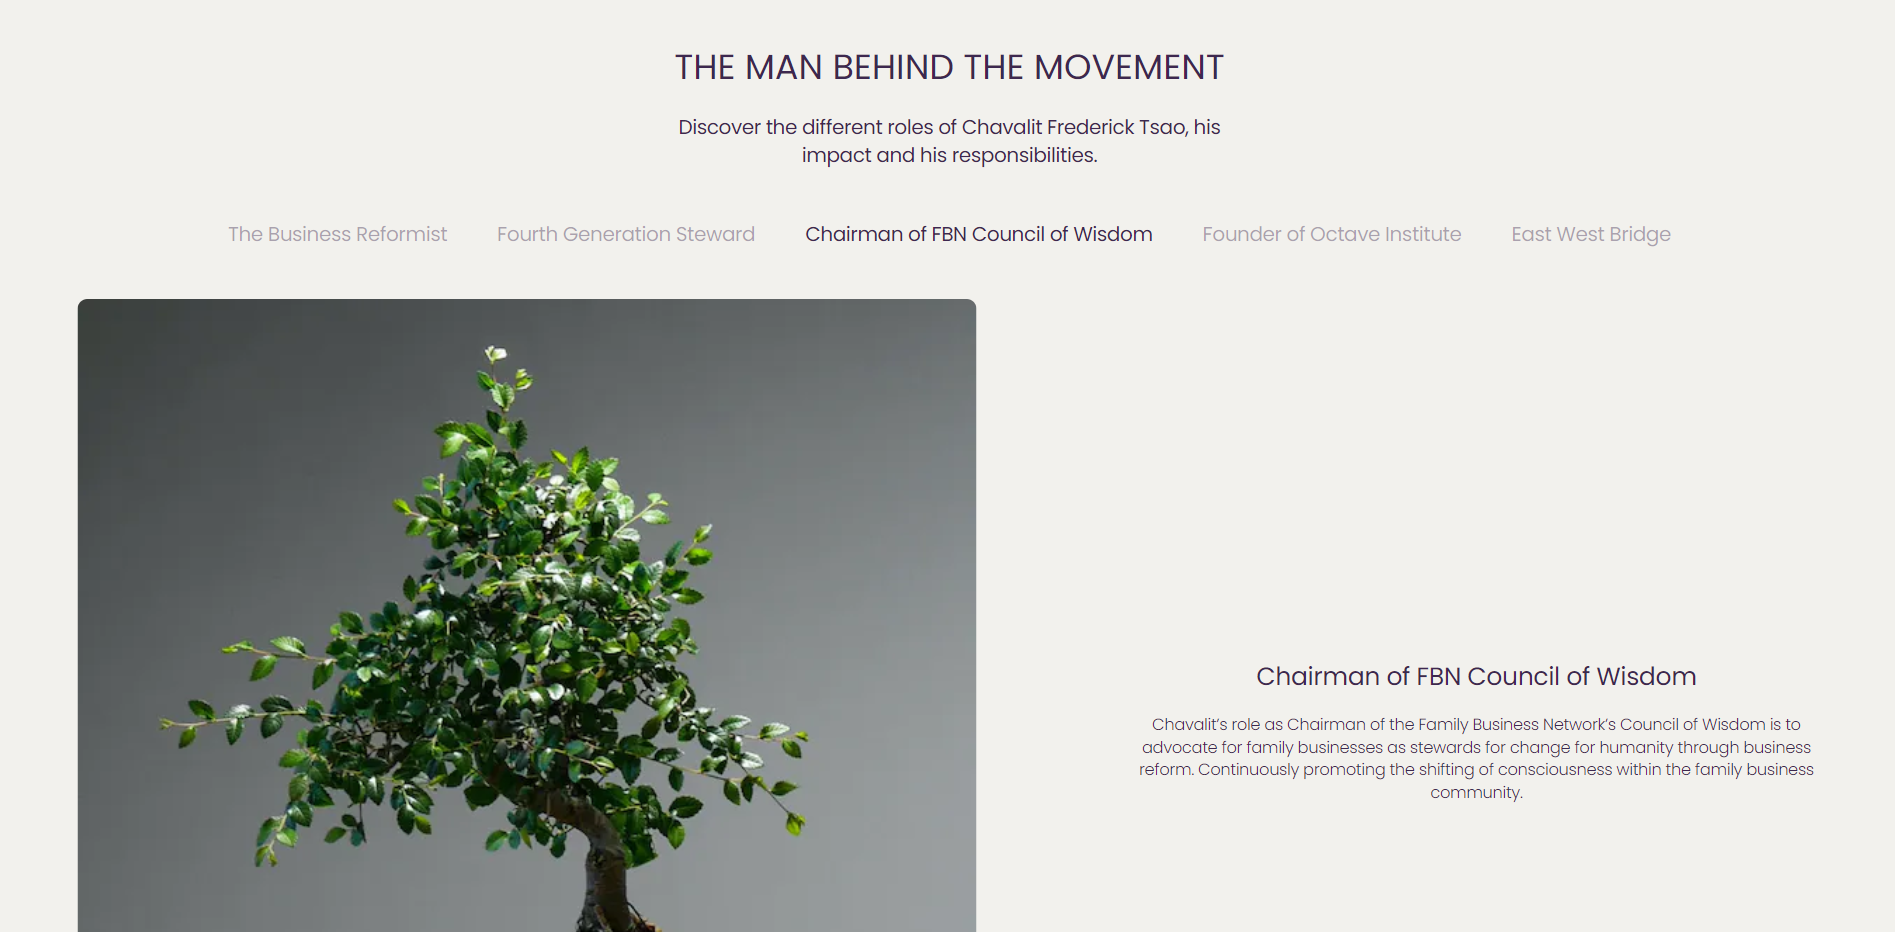 THE MAN BEHIND THE MOVEMENT
Discover the different roles of Chavalit Frederick Tsao, his
impact and his responsibilities.
The Business Reformist
Fourth Generation Steward
Chairman of FBN Council of Wisdom
Founder of Octave Institute
East West Bridge
Chairman of FBN Council of Wisdom
Chavalit’s role as Chairman of the Family Business Network’s Council of Wisdom is to
advocate for family businesses as stewards for change for humanity through business
reform. Continuously promoting the shifting of consciousness within the family business
community.